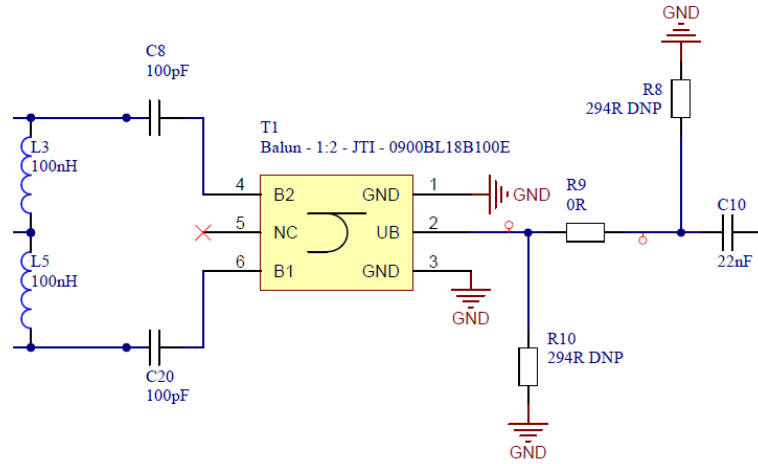 GND
C8
100pF
R8
294R DNP
T1
Balun - 1:2 - JTI - 0900BL18B100E
L3
100nH
4 B2 GND 1
GND
R9
0R
C10
5 NC UB 2
L5
100nH
6 B1 GND 3
22nF
GND
R10
294R DNP
C20
100pF
GND